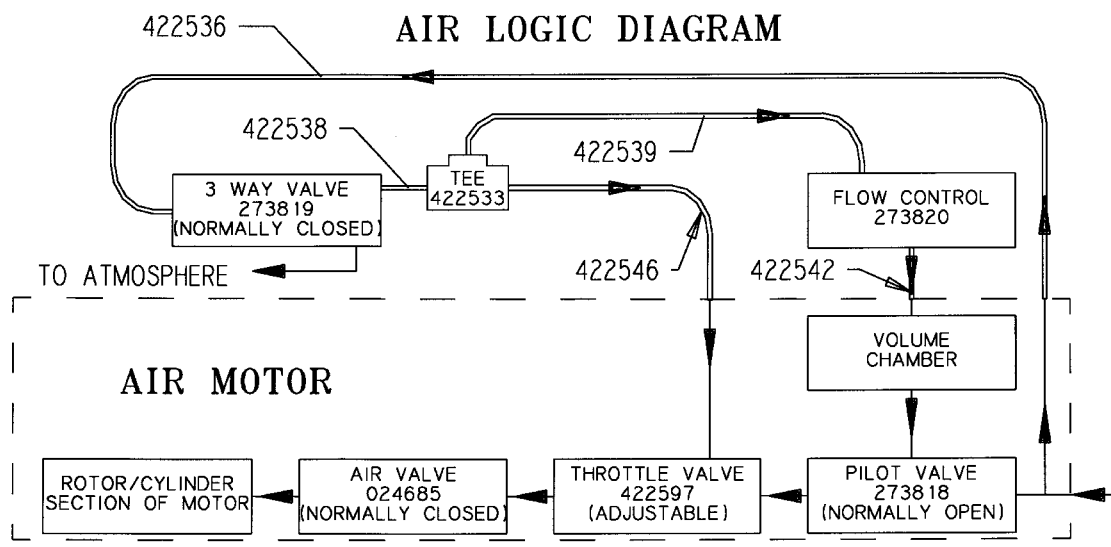 422536
AIR LOGIC DIAGRAM
422538
422539
TEE
422533
3 WAY VALVE
273819
(NORMALLY CLOSED)
FLOW CONTROL
273820
TO ATMOSPHERE
422546
422542
VOLUME
CHAMBER
AIR MOTOR
ROTOR/CYLINDER
SECTION OF MOTOR
AIR VALVE
024685
(NORMALLY CLOSED)
THROTTLE VALVE
422597
(ADJUSTABLE)
PILOT VALVE
273818
(NORMALLY OPEN)